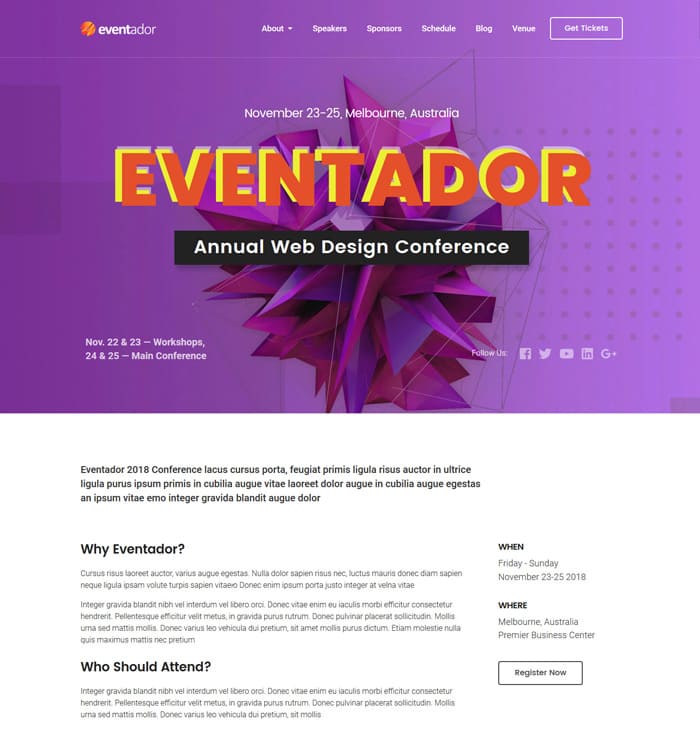 eventador
About Speakers Sponsors Schedule Blog Venue Get Tickets
November 23-25, Melbourne, Australia
EVENTADOR
Annual Web Design Conference
Nov. 22 & 23 — Workshops,
24 & 25 — Main Conference
Follow Us:
Eventador 2018 Conference lacus cursus porta, feugiat primis ligula risus auctor in ultrice
ligula purus ipsum primis in cubilia augue vitae laoreet dolor augue in cubilia augue egestas
an ipsum vitae emo integer gravida blandit augue dolor
Why Eventador?
Cursus risus laoreet auctor, varius augue egestas. Nulla dolor sapien risus nec, luctus mauris donec diam sapien
neque ligula ipsam volute turpis sapien vitaevo Donec enim ipsum porta justo integer at velna vitae
Integer gravida blandit nibh vel interdum vel libero orci. Donec vitae enim eu iaculis morbi efficitur consectetur
hendrerit. Pellentesque efficitur velit metus, in gravida purus rutrum. Donec pulvinar placerat sollicitudin. Mollis
urna sed mattis mollis. Donec varius leo vehicula dui pretium, sit amet mollis purus dictum. Etiam molestie nulla
quis maximus mattis nec pretium
Who Should Attend?
Integer gravida blandit nibh vel interdum vel libero orci. Donec vitae enim eu iaculis morbi efficitur consectetur
hendrerit. Pellentesque efficitur velit metus, in gravida purus rutrum. Donec pulvinar placerat sollicitudin. Mollis
urna sed mattis mollis. Donec varius leo vehicula dui pretium, sit mollis
WHEN
Friday - Sunday
November 23-25 2018
WHERE
Melbourne, Australia
Premier Business Center
Register Now